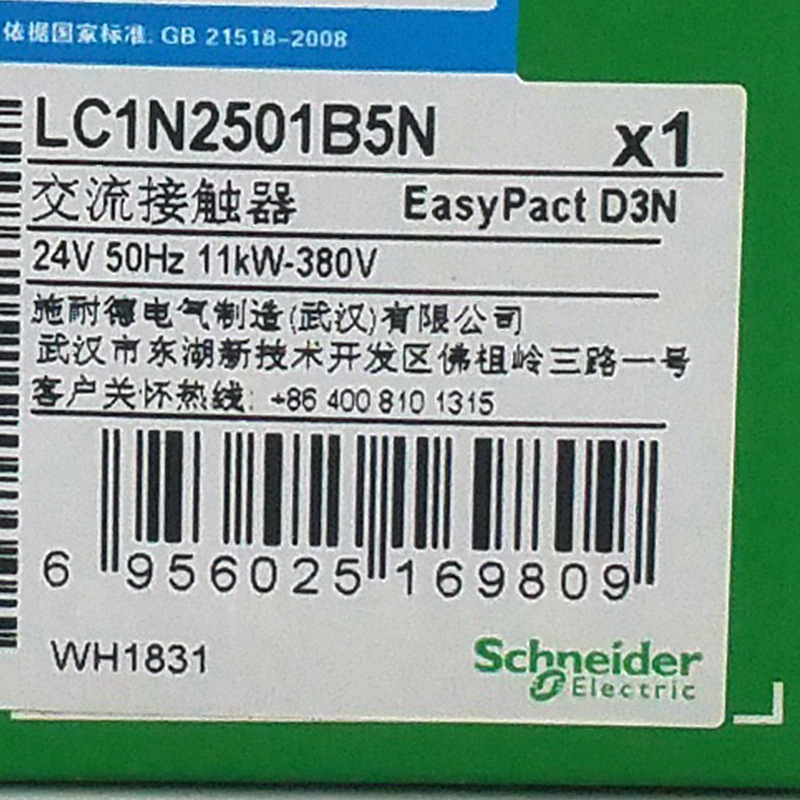 依据国家标准. GB 21518-2008
LC1N2501B5N x1
交流接触器 EasyPact D3N
24V 50Hz 11kW-380V
施耐德电气制造(武汉)有限公司
武汉市东湖新技术开发区佛祖岭三路一号
客户关怀热线: +86 400 810 1315
6 956025 169809
WH1831
Schneider
Electric